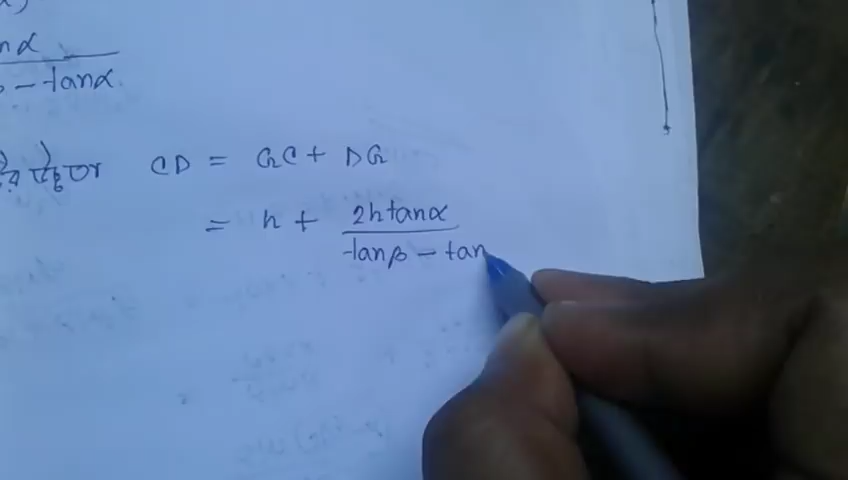 nα
- tanα
CD = GC + DG
= h + 2htanα / tanβ - tan